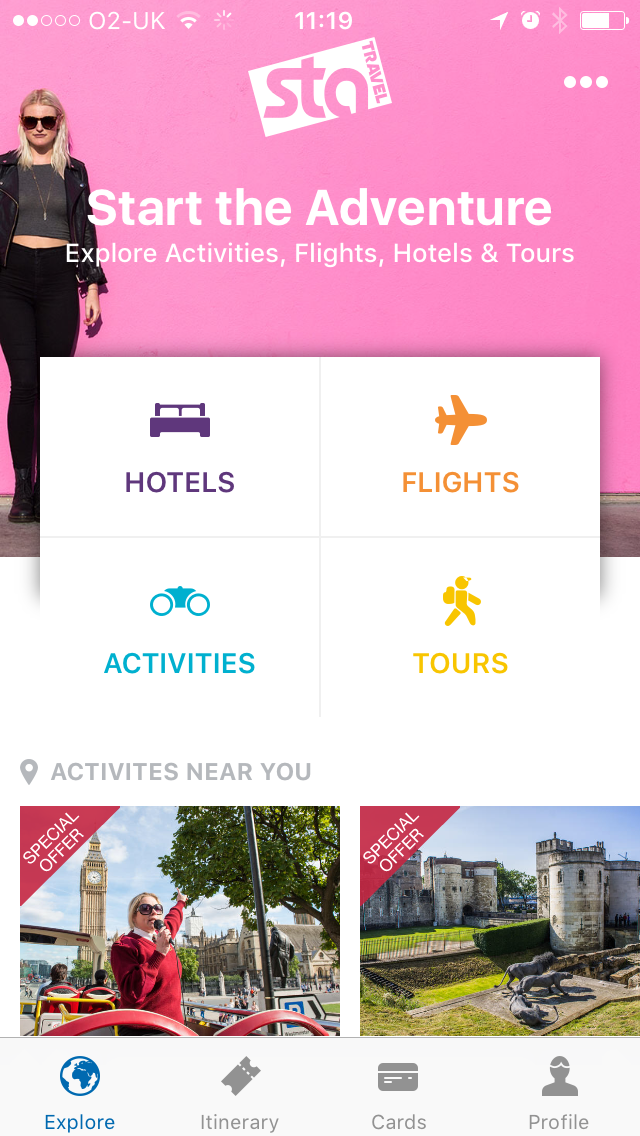 O2-UK 11:19
sta TRAVEL
Start the Adventure
Explore Activities, Flights, Hotels & Tours
HOTELS
FLIGHTS
ACTIVITIES
TOURS
ACTIVITES NEAR YOU
SPECIAL
OFFER
SPECIAL
OFFER
Explore
Itinerary
Cards
Profile